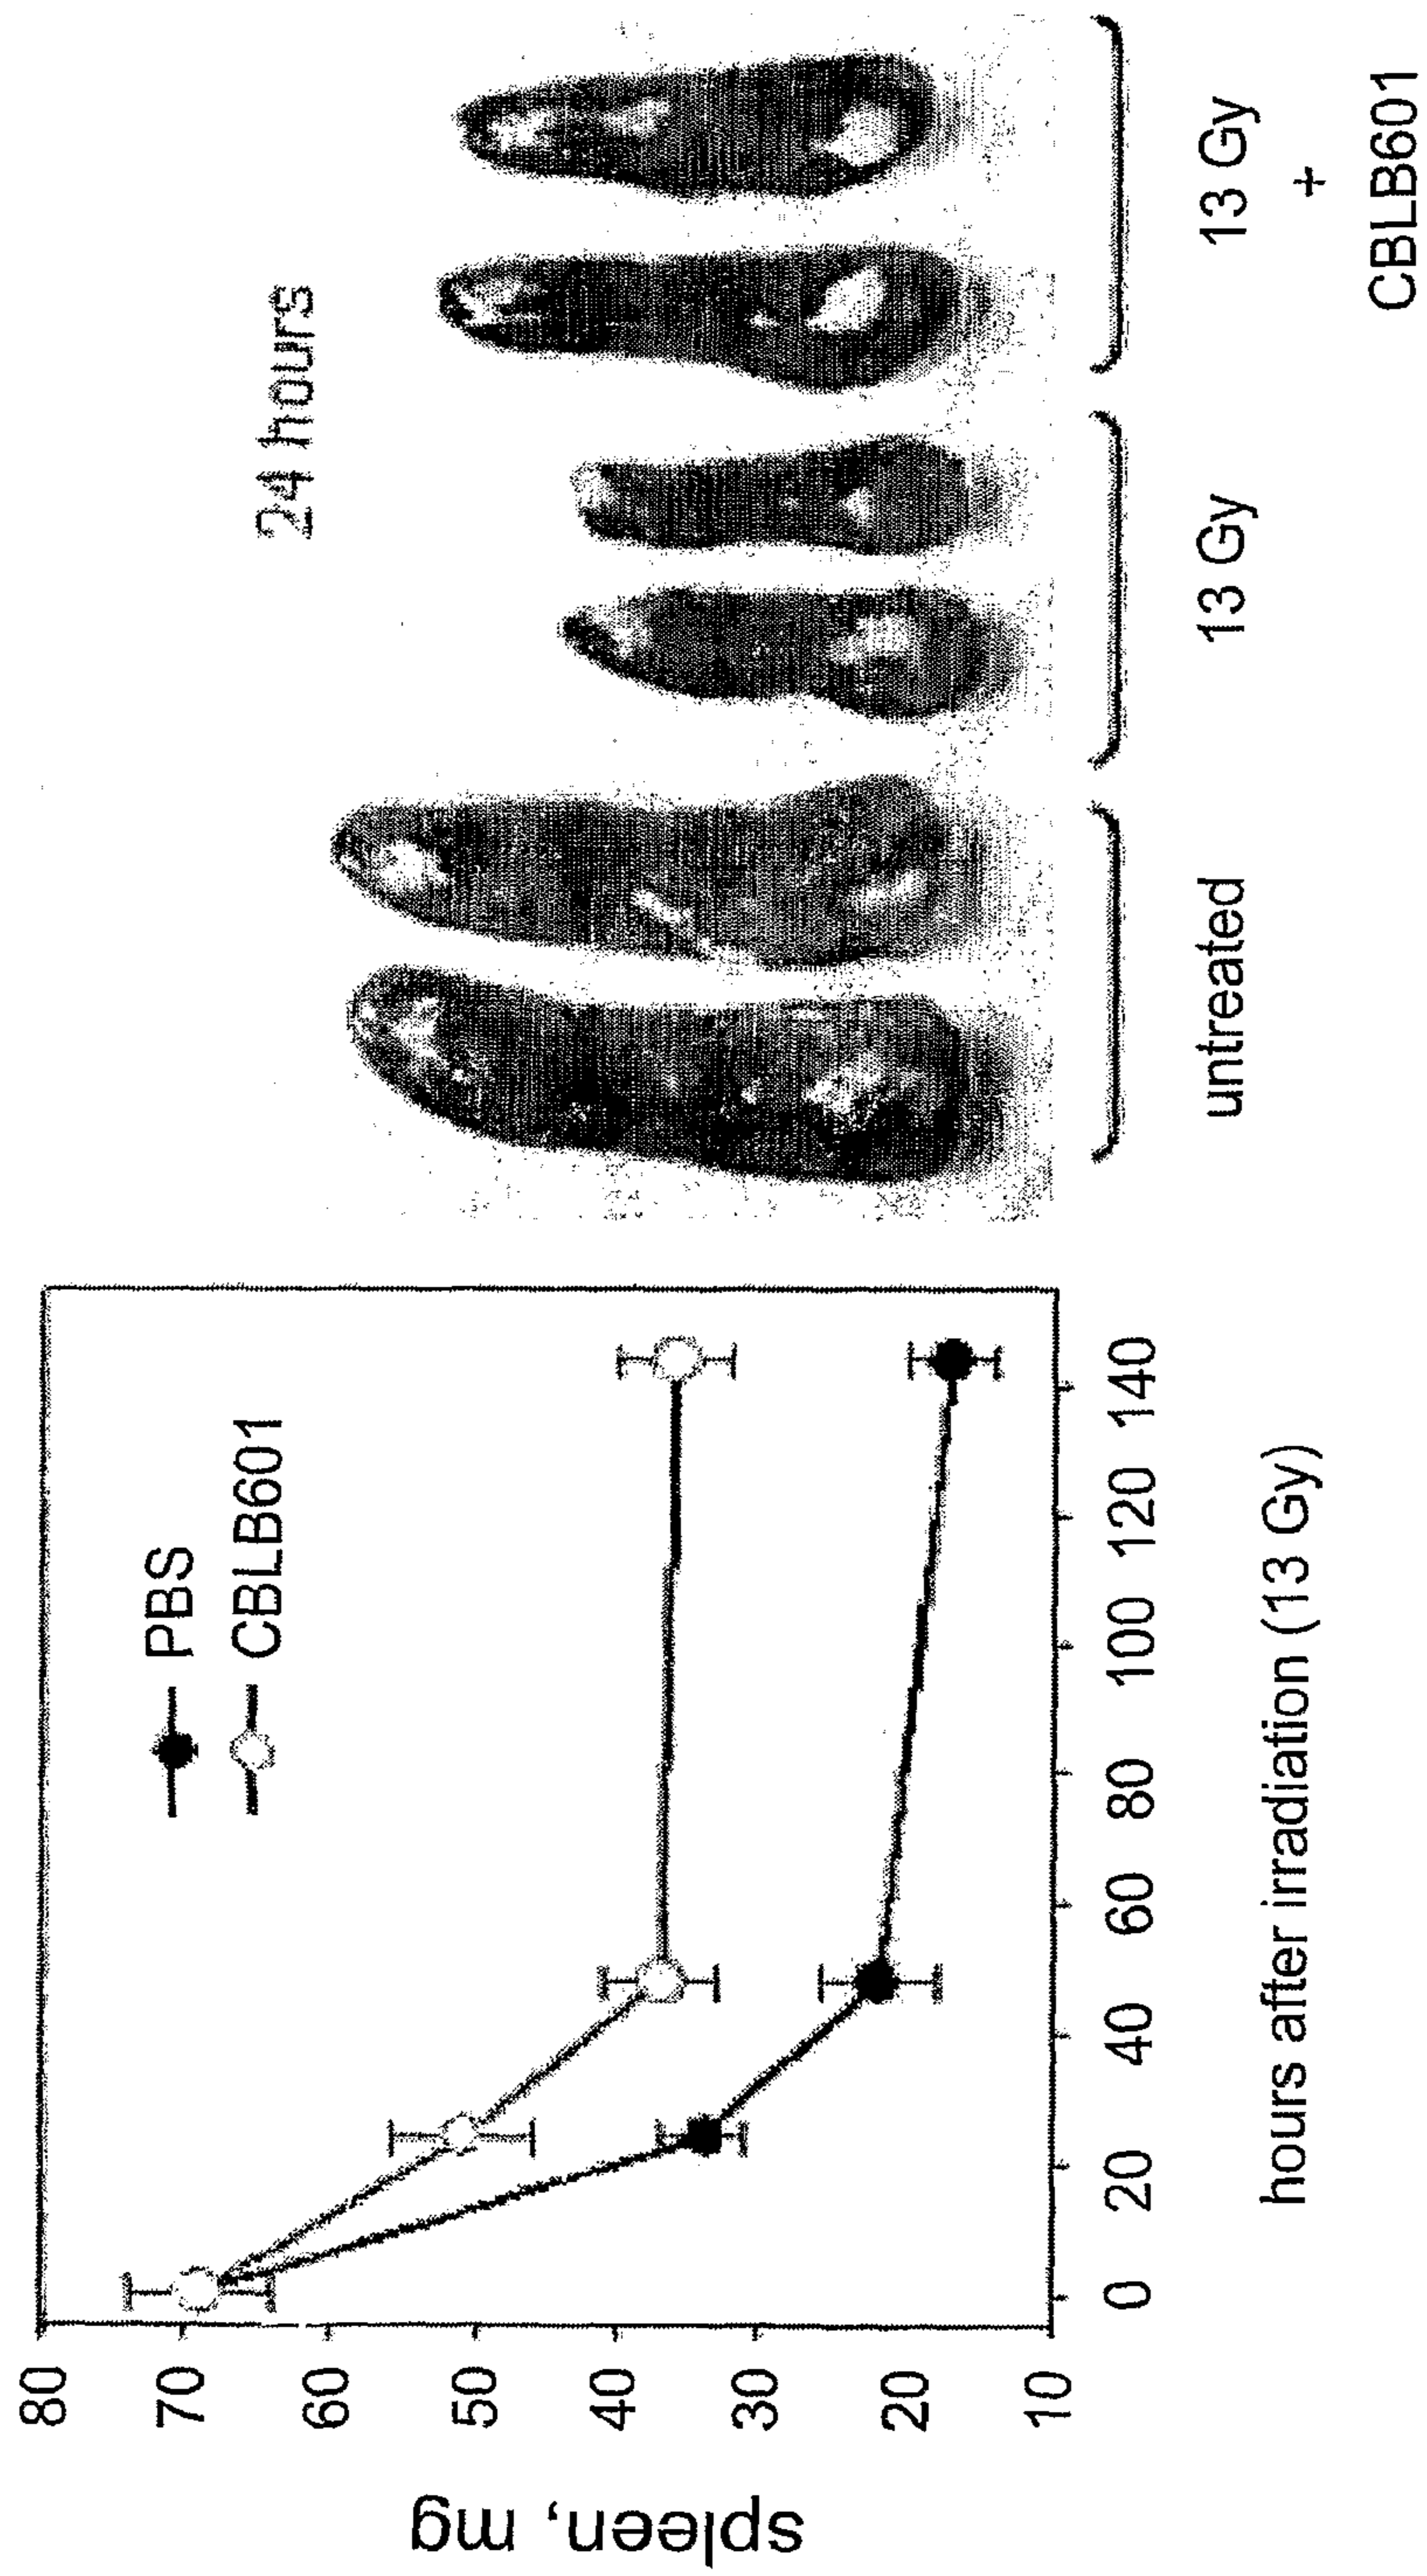 80
70
60
50
40
30
20
10
spleen, mg
0 20 40 60 80 100 120 140
hours after irradiation (13 Gy)
PBS
CBLB601
24 hours
untreated
13 Gy
13 Gy
+
CBLB601